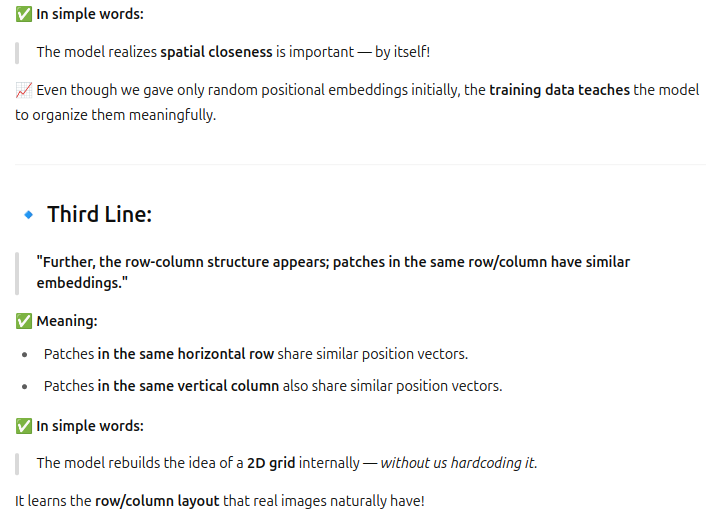 ✅ In simple words:
The model realizes spatial closeness is important — by itself!
📈 Even though we gave only random positional embeddings initially, the training data teaches the model
to organize them meaningfully.
🔹 Third Line:
"Further, the row-column structure appears; patches in the same row/column have similar
embeddings."
✅ Meaning:
• Patches in the same horizontal row share similar position vectors.
• Patches in the same vertical column also share similar position vectors.
✅ In simple words:
The model rebuilds the idea of a 2D grid internally — without us hardcoding it.
It learns the row/column layout that real images naturally have!